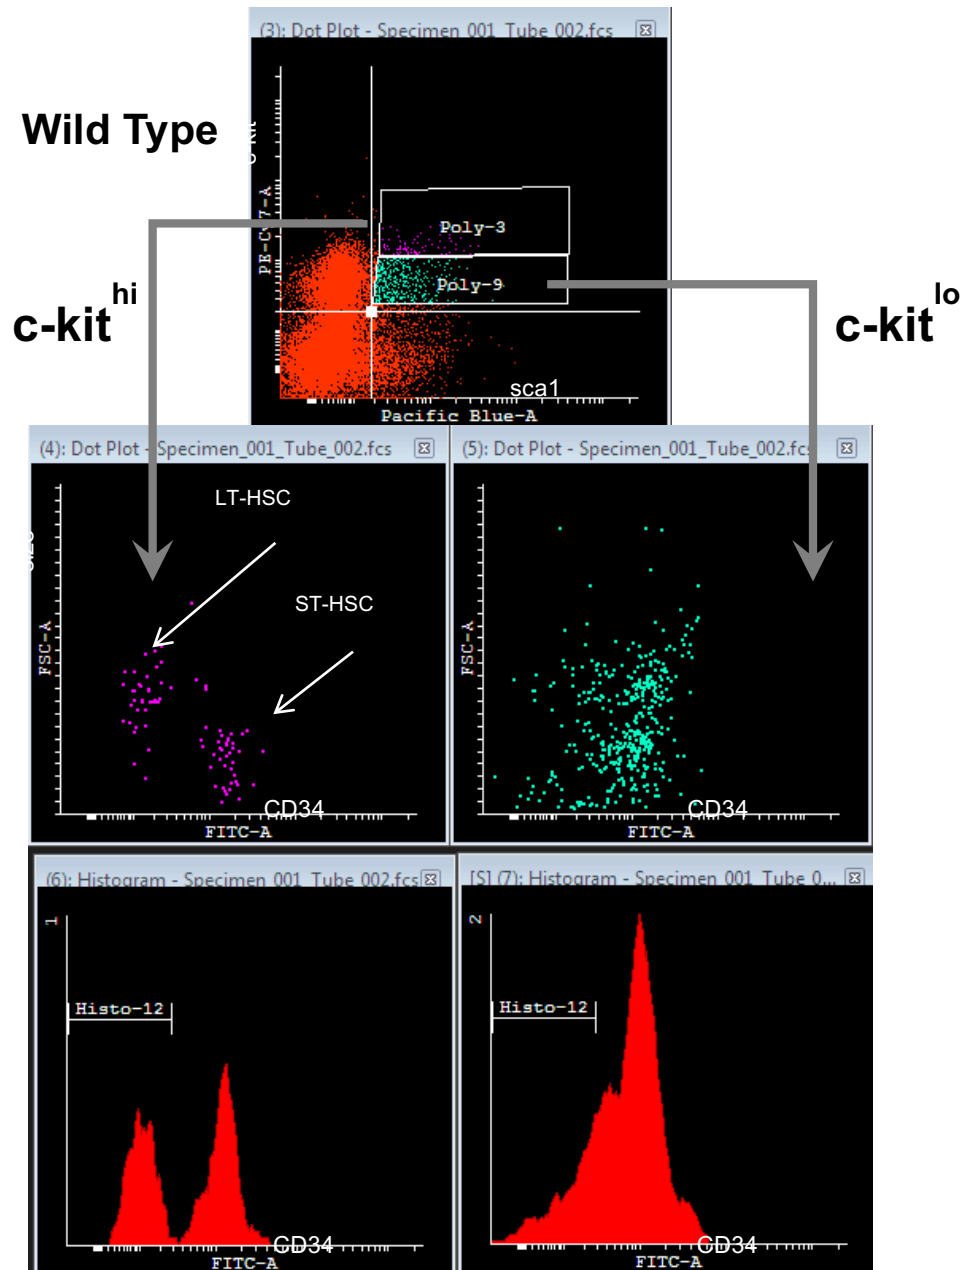 (3): Dot Plot - Specimen_001_Tube_002.fcs
Wild Type
c-kit
PE-Cy7-A
Poly-3
Poly-9
c-kit hi
c-kit lo
sca1
Pacific Blue-A
(4): Dot Plot - Specimen_001_Tube_002.fcs
(5): Dot Plot - Specimen_001_Tube_002.fcs
LT-HSC
ST-HSC
FSC-A
FSC-A
CD34
CD34
FITC-A
FITC-A
(6): Histogram - Specimen_001_Tube_002.fcs
[S] (7): Histogram - Specimen_001_Tube_0...
1
2
Histo-12
Histo-12
CD34
CD34
FITC-A
FITC-A